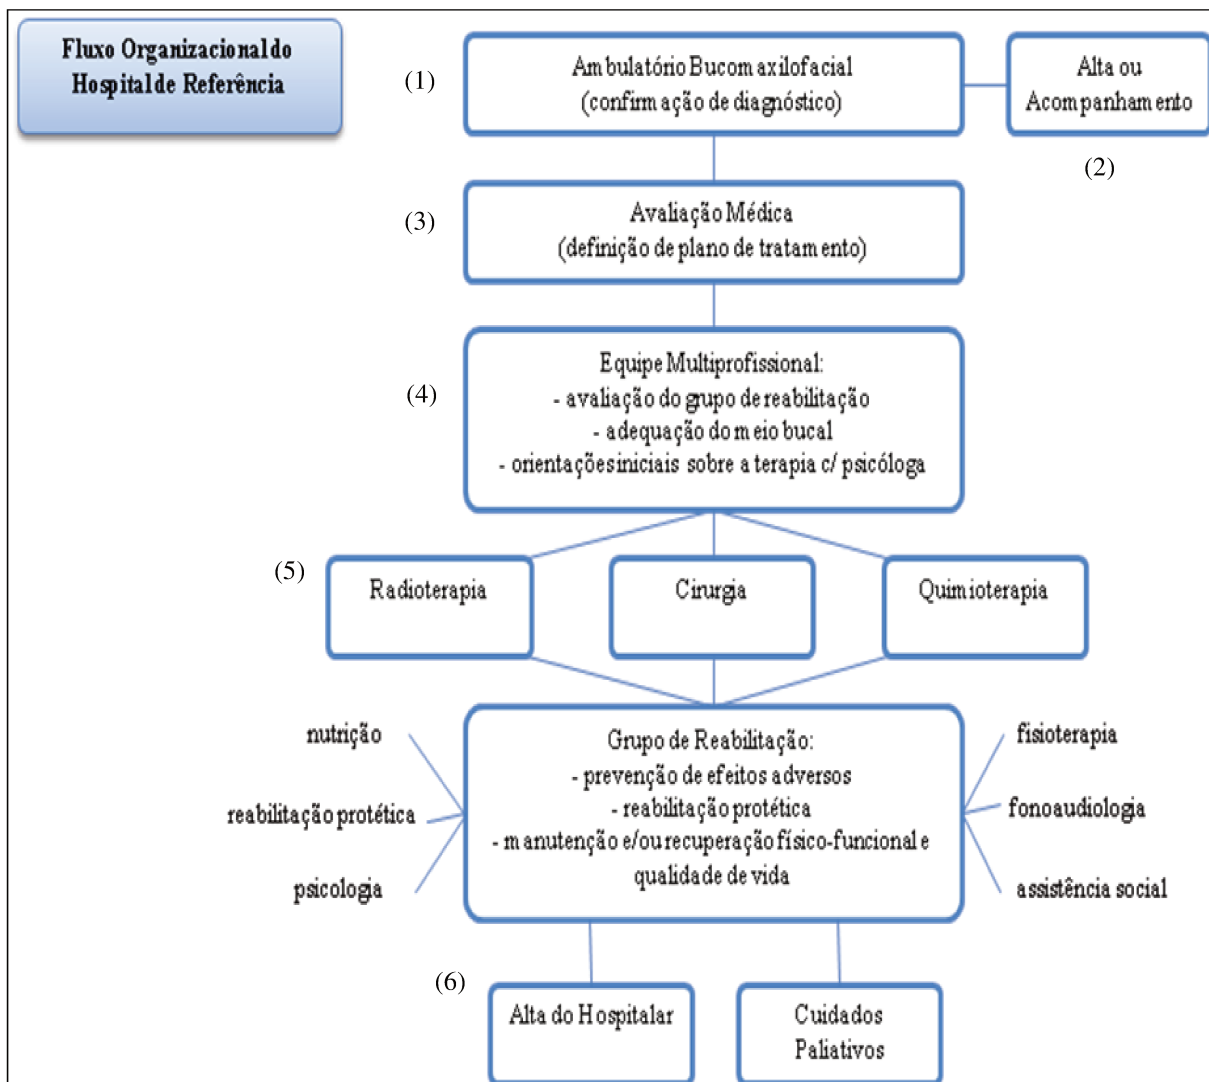 Fluxo Organizacional do
Hospital de Referência
(1)
Ambulatório Bucomaxilofacial
(confirmação de diagnóstico)
Alta ou
Acompanhamento
(2)
(3)
Avaliação Médica
(definição de plano de tratamento)
(4)
Equipe Multiprofissional:
- avaliação do grupo de reabilitação
- adequação do meio bucal
- orientações iniciais sobre a terapia c/ psicóloga
(5)
Radioterapia
Cirurgia
Quimioterapia
nutrição
reabilitação protética
psicologia
Grupo de Reabilitação:
- prevenção de efeitos adversos
- reabilitação protética
- manutenção e/ou recuperação físico-funcional e
qualidade de vida
fisioterapia
fonoaudiologia
assistência social
(6)
Alta do Hospitalar
Cuidados
Paliativos